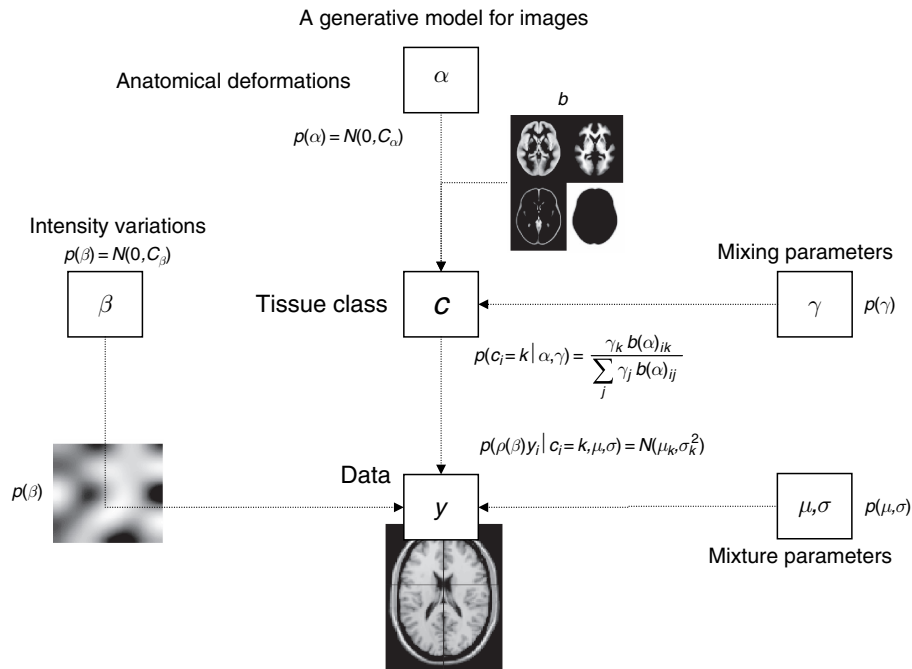 A generative model for images
α
Anatomical deformations
b
p(α) = N(0,C_α)
Intensity variations
p(β) = N(0,C_β)
Mixing parameters
β
Tissue class
c
γ
p(γ)
p(c_i = k | α,γ) = γ_k b(α)_ik / ∑_j γ_j b(α)_ij
p(ρ(β)y_i | c_i = k,μ,σ) = N(μ_k,σ_k^2)
Data
p(β)
y
μ,σ
p(μ,σ)
Mixture parameters